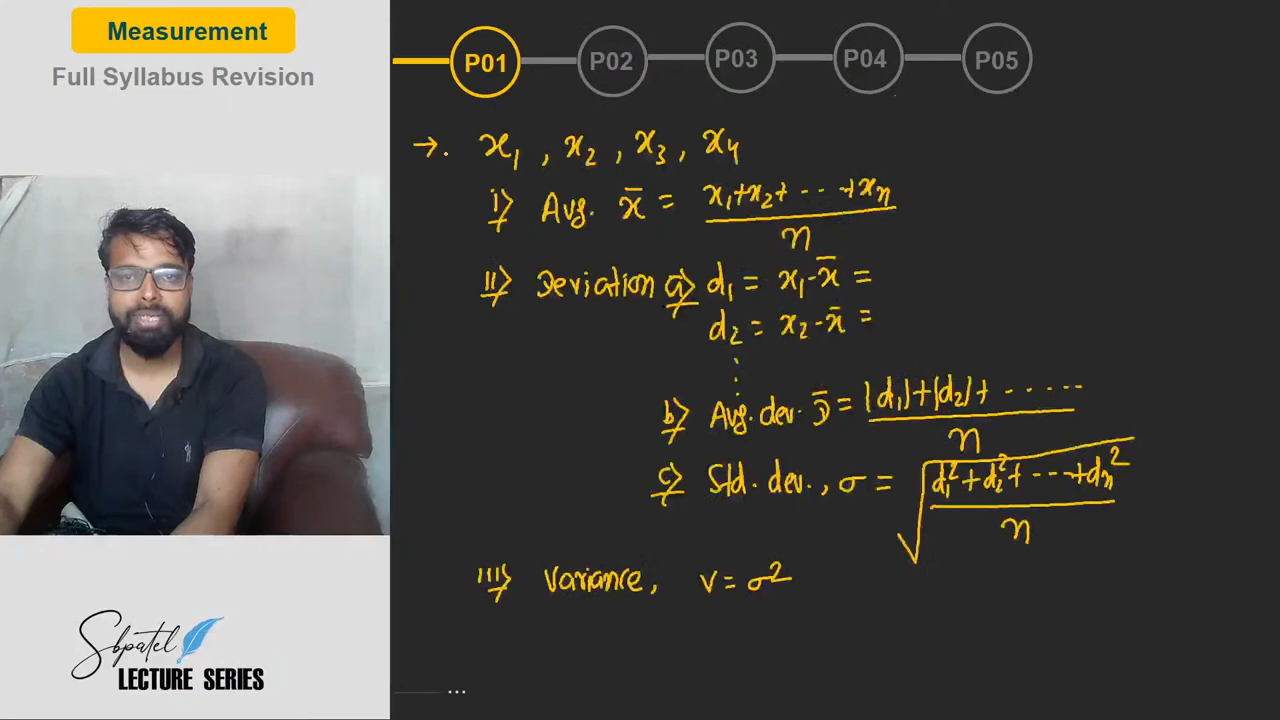 Measurement
Full Syllabus Revision
P01 P02 P03 P04 P05
→. x₁, x₂, x₃, x₄
i> Avg. x̄ = (x₁+x₂+ ··· +xₙ)/n
ii> Deviation a> d₁ = x₁-x̄ =
d₂ = x₂-x̄ =
⋮
b> Avg. dev. D̄ = (|d₁|+|d₂|+ ······)/n
c> Std. dev., σ = √((d₁²+d₂²+ ···+dₙ²)/n)
iii> Variance, V = σ²
Sbpatel
LECTURE SERIES
...